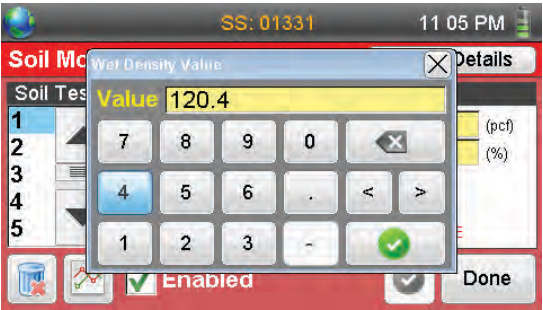 SS: 01331 11 05 PM
Soil Mo Details
Wet Density Value
Soil Tes
Value 120.4
1
2
3
4
5
(pcf)
(%)
7 8 9 0
4 5 6 . < >
1 2 3 -
Enabled
Done